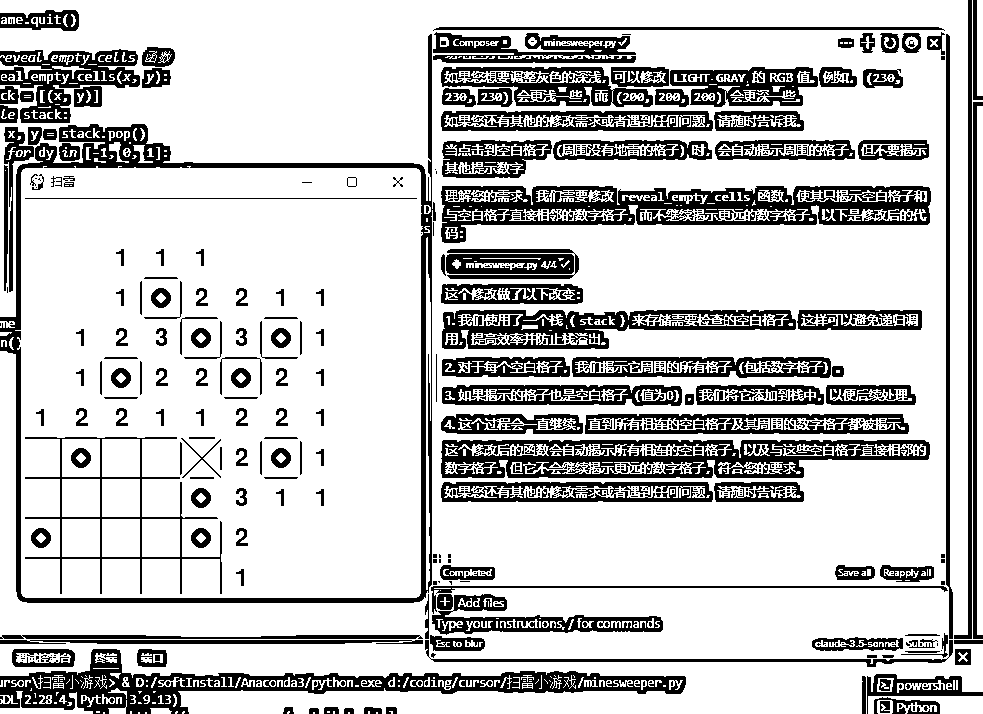 ame.quit()
reveal_empty_cells 函数
eal_empty_cells(x, y):
ck = [(x, y)]
le stack:
x, y = stack.pop()
for dy in [-1, 0, 1]:
扫雷
1 1 1
1 2 2 1 1
1 2 3 3 1
1 2 2 2 1
1 2 2 1 1 2 2 1
2 1
3 1 1
2
1
Composer
minesweeper.py
如果您想要调整灰色的深浅，可以修改 LIGHT_GRAY 的 RGB 值。例如，(230,
230, 230) 会更浅一些，而 (200, 200, 200) 会更深一些。
如果您还有其他的修改需求或者遇到任何问题，请随时告诉我。
当点击到空白格子（周围没有地雷的格子）时，会自动揭示周围的格子，但不要揭示
其他提示数字
理解您的需求。我们需要修改 reveal_empty_cells 函数，使其只揭示空白格子和
与空白格子直接相邻的数字格子，而不继续揭示更远的数字格子。以下是修改后的代
码：
minesweeper.py 4/4
这个修改做了以下改变：
1. 我们使用了一个栈（stack）来存储需要检查的空白格子，这样可以避免递归调
用，提高效率并防止栈溢出。
2. 对于每个空白格子，我们揭示它周围的所有格子（包括数字格子）。
3. 如果揭示的格子也是空白格子（值为0），我们将它添加到栈中，以便后续处理。
4. 这个过程会一直继续，直到所有相连的空白格子及其周围的数字格子都被揭示。
这个修改后的函数会自动揭示所有相连的空白格子，以及与这些空白格子直接相邻的
数字格子，但它不会继续揭示更远的数字格子，符合您的要求。
如果您还有其他的修改需求或者遇到任何问题，请随时告诉我。
Completed
Save all Reapply all
Add files
Type your instructions, / for commands
Esc to blur
claude-3.5-sonnet Submit
调试控制台 终端 端口
ursor\扫雷小游戏> & D:/softInstall/Anaconda3/python.exe d:/coding/cursor/扫雷小游戏/minesweeper.py
SDL 2.28.4, Python 3.9.13)
powershell
Python